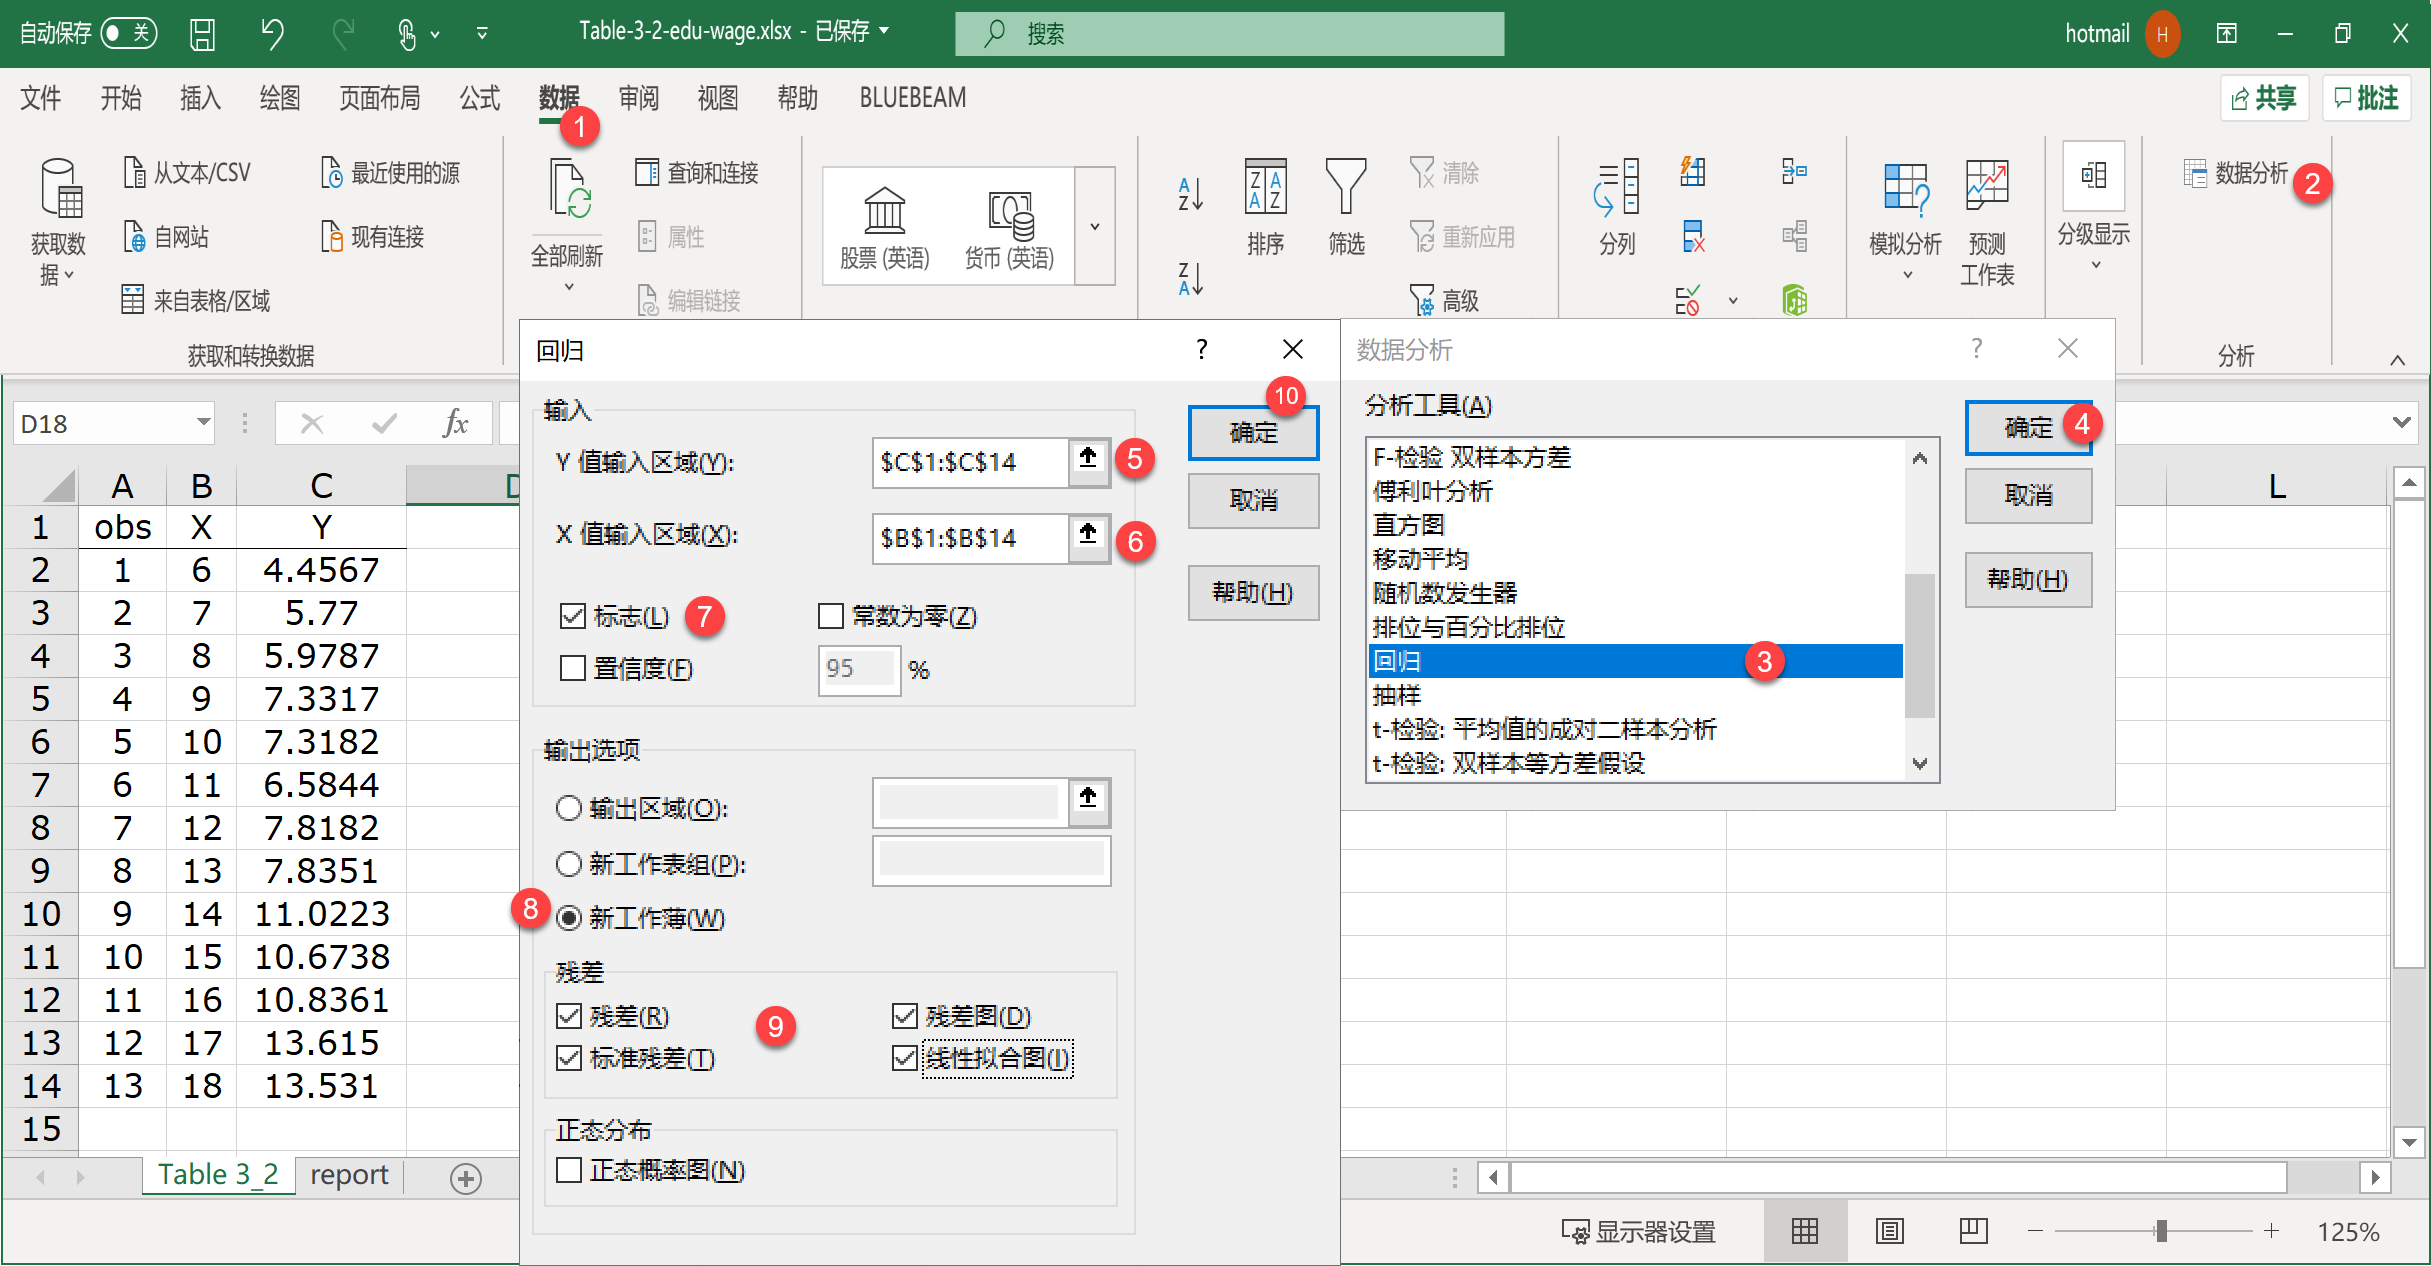 自动保存 关 Table-3-2-edu-wage.xlsx - 已保存 搜索 hotmail H
文件 开始 插入 绘图 页面布局 公式 数据 审阅 视图 帮助 BLUEBEAM 共享 批注
1
获取数据
从文本/CSV
自网站
来自表格/区域
最近使用的源
现有连接
获取和转换数据
全部刷新
查询和连接
属性
编辑链接
股票 (英语) 货币 (英语)
排序
筛选
清除
重新应用
高级
分列
模拟分析
预测
工作表
分级显示
数据分析 2
分析
D18 fx
A B C D L
1 obs X Y
2 1 6 4.4567
3 2 7 5.77
4 3 8 5.9787
5 4 9 7.3317
6 5 10 7.3182
7 6 11 6.5844
8 7 12 7.8182
9 8 13 7.8351
10 9 14 11.0223
11 10 15 10.6738
12 11 16 10.8361
13 12 17 13.615
14 13 18 13.531
15
回归 ?
输入
Y 值输入区域(Y): $C$1:$C$14 5
X 值输入区域(X): $B$1:$B$14 6
标志(L) 7 常数为零(Z)
置信度(F) 95 %
10
确定
取消
帮助(H)
输出选项
输出区域(O):
新工作表组(P):
8 新工作薄(W)
残差
残差(R) 残差图(D)
9
标准残差(T) 线性拟合图(I)
正态分布
正态概率图(N)
数据分析 ?
分析工具(A)
F-检验 双样本方差
傅利叶分析
直方图
移动平均
随机数发生器
排位与百分比排位
回归 3
抽样
t-检验: 平均值的成对二样本分析
t-检验: 双样本等方差假设
确定 4
取消
帮助(H)
Table 3_2 report
显示器设置 125%